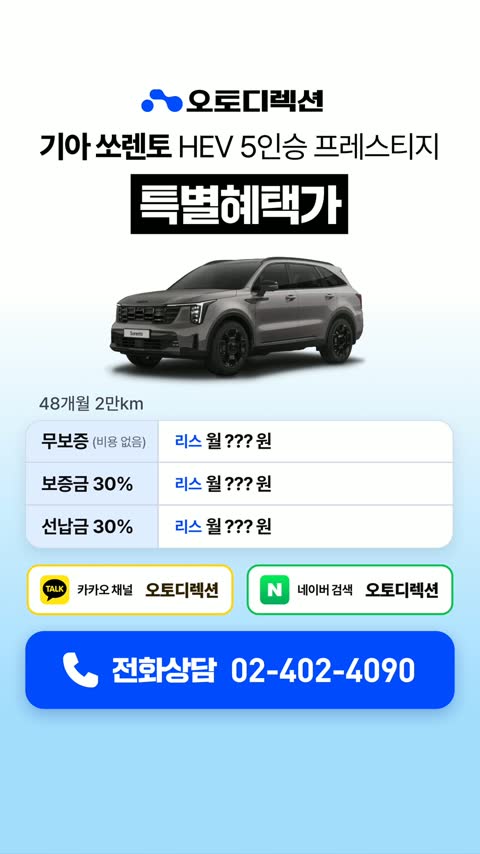 오토디렉션
기아 쏘렌토 HEV 5인승 프레스티지
특별혜택가
Sorento
48개월 2만km
무보증 (비용 없음) 리스 월 ??? 원
보증금 30% 리스 월 ??? 원
선납금 30% 리스 월 ??? 원
TALK 카카오 채널 오토디렉션 N 네이버 검색 오토디렉션
전화상담 02-402-4090